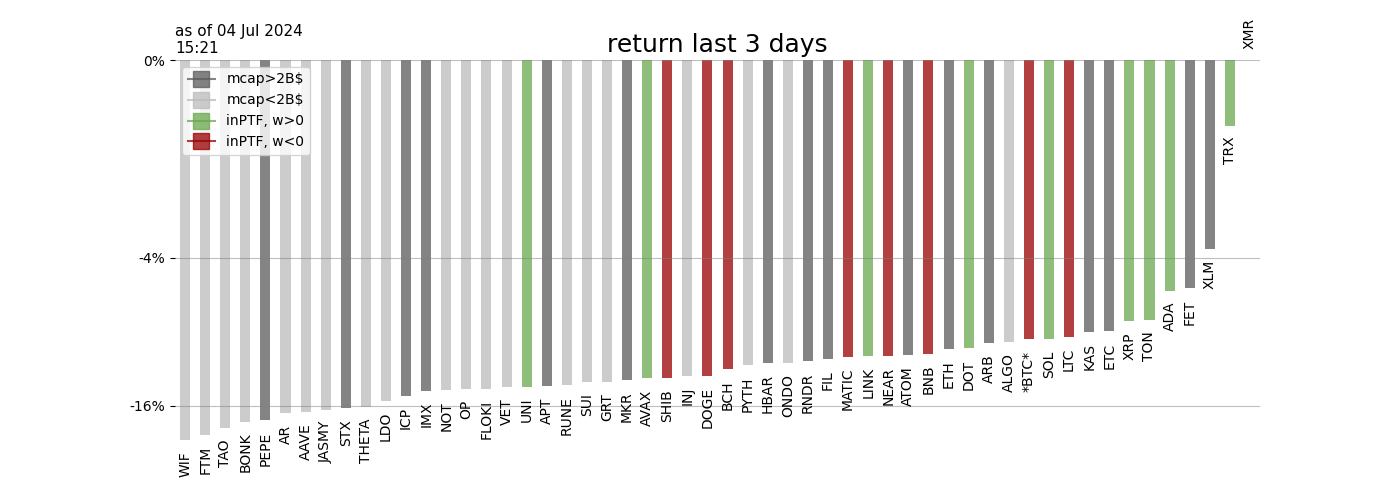 as of 04 Jul 2024
15:21
return last 3 days
XMR
0%
-4%
-16%
mcap>2B$
mcap<2B$
inPTF, w>0
inPTF, w<0
WIF
FTM
TAO
BONK
PEPE
AR
AAVE
JASMY
STX
THETA
LDO
ICP
IMX
NOT
OP
FLOKI
VET
UNI
APT
RUNE
SUI
GRT
MKR
AVAX
SHIB
INJ
DOGE
BCH
PYTH
HBAR
ONDO
RNDR
FIL
MATIC
LINK
NEAR
ATOM
BNB
ETH
DOT
ARB
ALGO
*BTC*
SOL
LTC
KAS
ETC
XRP
TON
ADA
FET
XLM
TRX